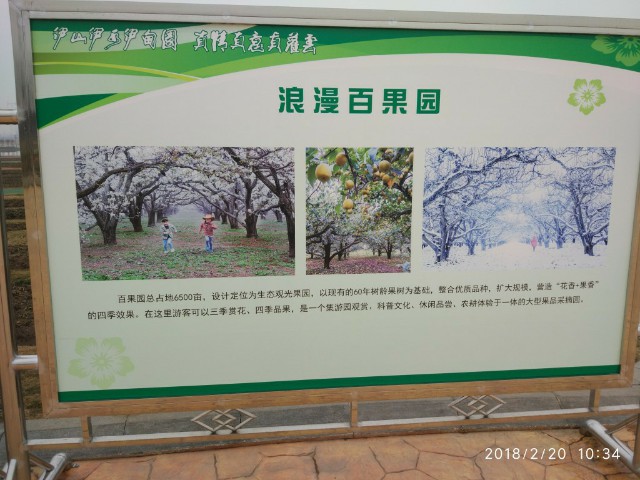 伊山伊水伊甸园 真情真意真灌云
浪漫百果园
百果园总占地6500亩，设计定位为生态观光果园，以现有的60年树龄果树为基础，整合优质品种，扩大规模，营造“花香+果香”
的四季效果。在这里游客可以三季赏花、四季品果，是一个集游园观赏、科普文化、休闲品尝、农耕体验于一体的大型果品采摘园。
2018/2/20 10:34